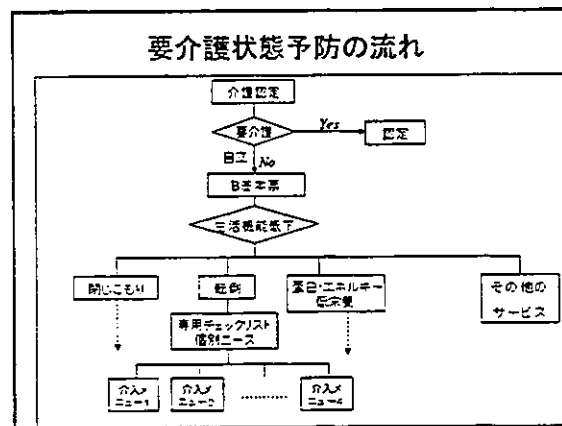 要介護状態予防の流れ
介護認定
要介護
Yes
認定
自立
No
B基本票
生活機能低下
閉じこもり
転倒
蛋白・エネルギー
低栄養
その他の
サービス
専用チェックリスト
個別ニーズ
介入メ
ニュー1
介入メ
ニュー2
………
介入メ
ニュー4